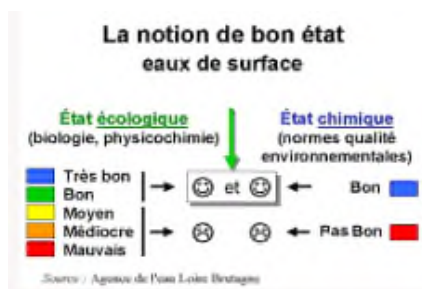 La notion de bon état
eaux de surface
État écologique
(biologie, physicochimie)
État chimique
(normes qualité
environnementales)
Très bon
Bon
Moyen
Médiocre
Mauvais
et
Bon
Pas Bon
Source : Agence de l'eau Loire Bretagne